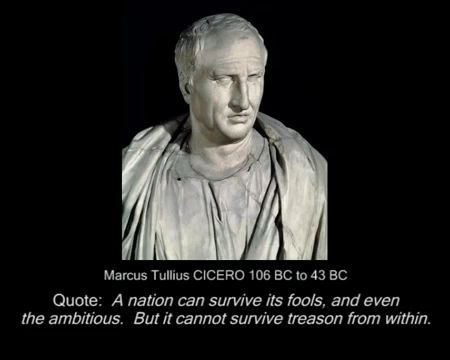 Marcus Tullius CICERO 106 BC to 43 BC
Quote: A nation can survive its fools, and even
the ambitious. But it cannot survive treason from within.